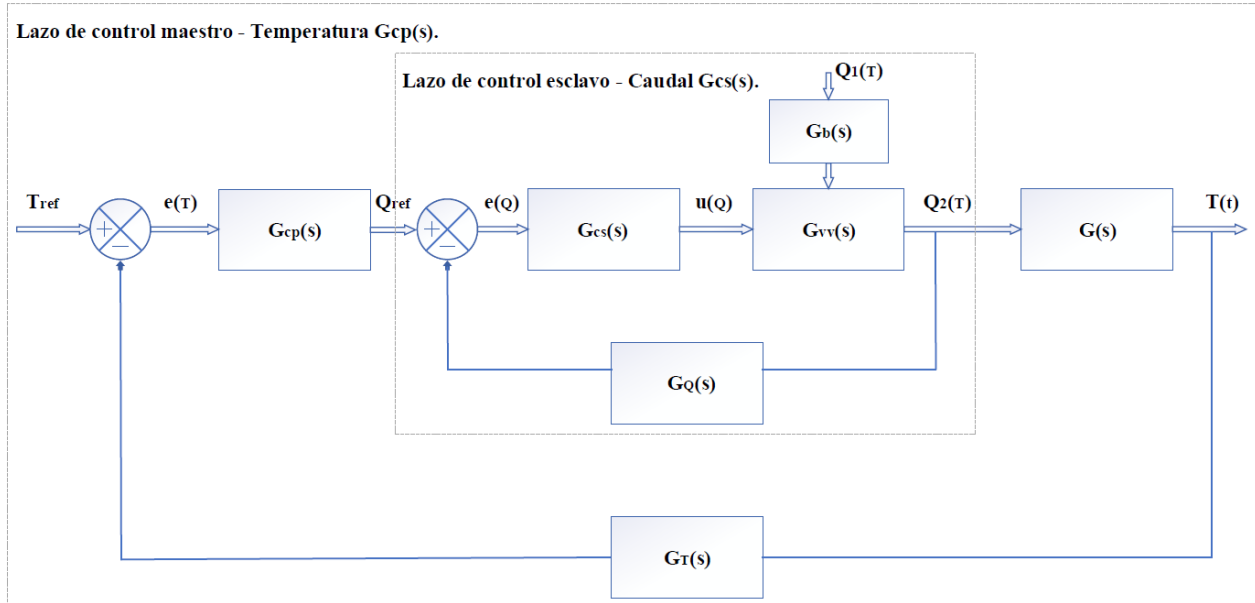 Lazo de control maestro - Temperatura Gcp(s).
Lazo de control esclavo - Caudal Gcs(s).
Q1(T)
Gb(s)
Tref
e(T)
Qref
e(Q)
u(Q)
Q2(T)
T(t)
+
−
Gcp(s)
+
−
Gcs(s)
Gvv(s)
G(s)
GQ(s)
GT(s)